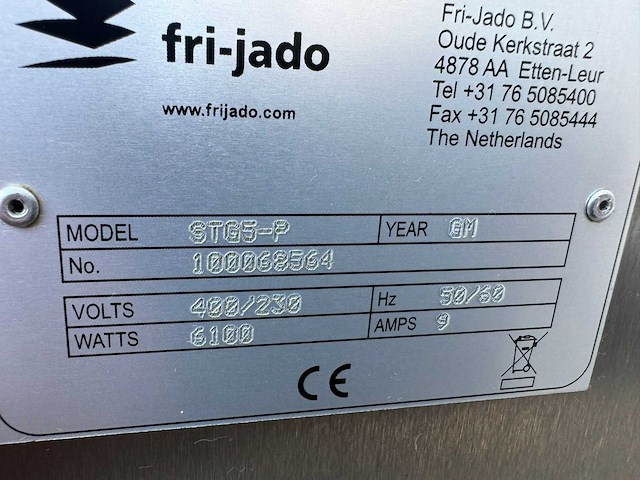 fri-jado
www.frijado.com
Fri-Jado B.V.
Oude Kerkstraat 2
4878 AA Etten-Leur
Tel +31 76 5085400
Fax +31 76 5085444
The Netherlands
MODEL STG5-P YEAR GM
No. 100068564
VOLTS 400/230 Hz 50/60
WATTS 6100 AMPS 9
CE